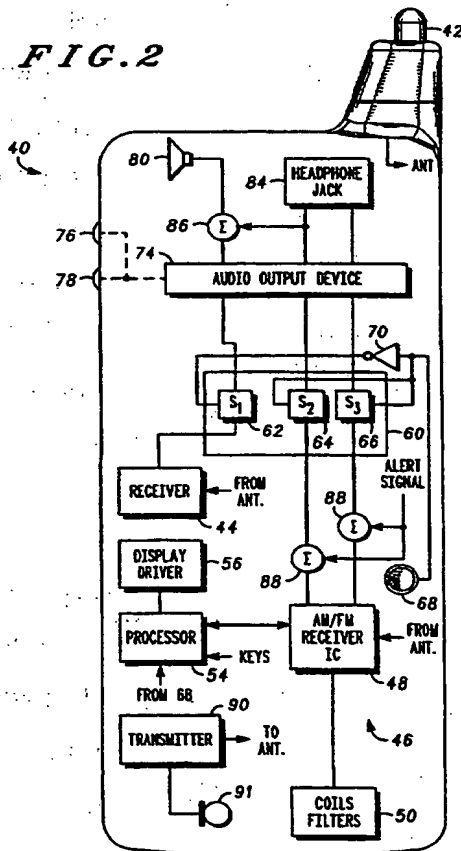 FIG.2
42
40
ANT
80
84
HEADPHONE
JACK
86
Σ
76
74
78
AUDIO OUTPUT DEVICE
70
S1
S2
S3
62
64
66
60
RECEIVER
FROM
ANT.
44
ALERT
SIGNAL
88
Σ
DISPLAY
DRIVER
56
88
Σ
68
PROCESSOR
AM/FM
RECEIVER
IC
FROM
ANT.
KEYS
54
48
FROM 68
90
TRANSMITTER
TO
ANT.
46
91
COILS
FILTERS
50